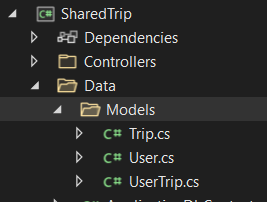 SharedTrip
Dependencies
Controllers
Data
Models
C# Trip.cs
C# User.cs
C# UserTrip.cs